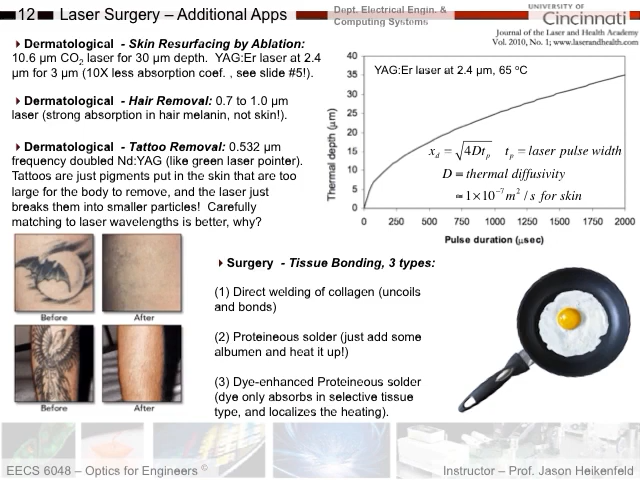 12
Laser Surgery – Additional Apps
Dept. Electrical Engin. &
Computing Systems
UNIVERSITY OF
Cincinnati
Journal of the Laser and Health Academy
Vol. 2010, No. 1; www.laserandhealth.com
Dermatological - Skin Resurfacing by Ablation:
10.6 µm CO2 laser for 30 µm depth. YAG:Er laser at 2.4
µm for 3 µm (10X less absorption coef. , see slide #5!).
Dermatological - Hair Removal: 0.7 to 1.0 µm
laser (strong absorption in hair melanin, not skin!).
Dermatological - Tattoo Removal: 0.532 µm
frequency doubled Nd:YAG (like green laser pointer).
Tattoos are just pigments put in the skin that are too
large for the body to remove, and the laser just
breaks them into smaller particles! Carefully
matching to laser wavelengths is better, why?
YAG:Er laser at 2.4 µm, 65 ºC
Thermal depth (µm)
40
35
30
25
20
15
10
5
0
x_d = √4Dt_p t_p = laser pulse width
D = thermal diffusivity
≈ 1×10⁻⁷ m² / s for skin
0 250 500 750 1000 1250 1500 1750 2000
Pulse duration (µsec)
Before After
Before After
Surgery - Tissue Bonding, 3 types:
(1) Direct welding of collagen (uncoils
and bonds)
(2) Proteineous solder (just add some
albumen and heat it up!)
(3) Dye-enhanced Proteineous solder
(dye only absorbs in selective tissue
type, and localizes the heating).
EECS 6048 – Optics for Engineers ©
Instructor – Prof. Jason Heikenfeld